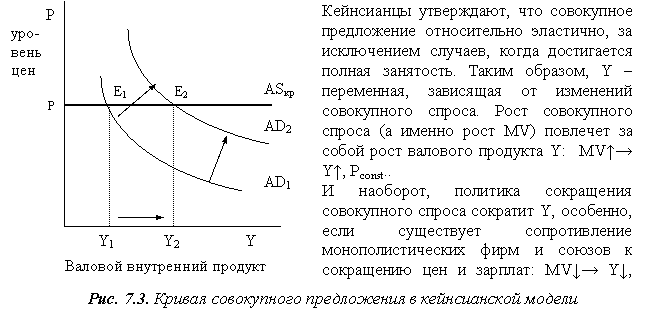 P
уро-
вень
цен
E₁
E₂
ASкр
P
AD₂
AD₁
Y₁
Y₂
Y
Валовой внутренний продукт
Кейнсианцы утверждают, что совокупное
предложение относительно эластично, за
исключением случаев, когда достигается
полная занятость. Таким образом, Y –
переменная, зависящая от изменений
совокупного спроса. Рост совокупного
спроса (а именно рост MV) повлечет за
собой рост валового продукта Y: MV↑→
Y↑, Pconst..
И наоборот, политика сокращения
совокупного спроса сократит Y, особенно,
если существует сопротивление
монополистических фирм и союзов к
сокращению цен и зарплат: MV↓→ Y↓,
Рис. 7.3. Кривая совокупного предложения в кейнсианской модели